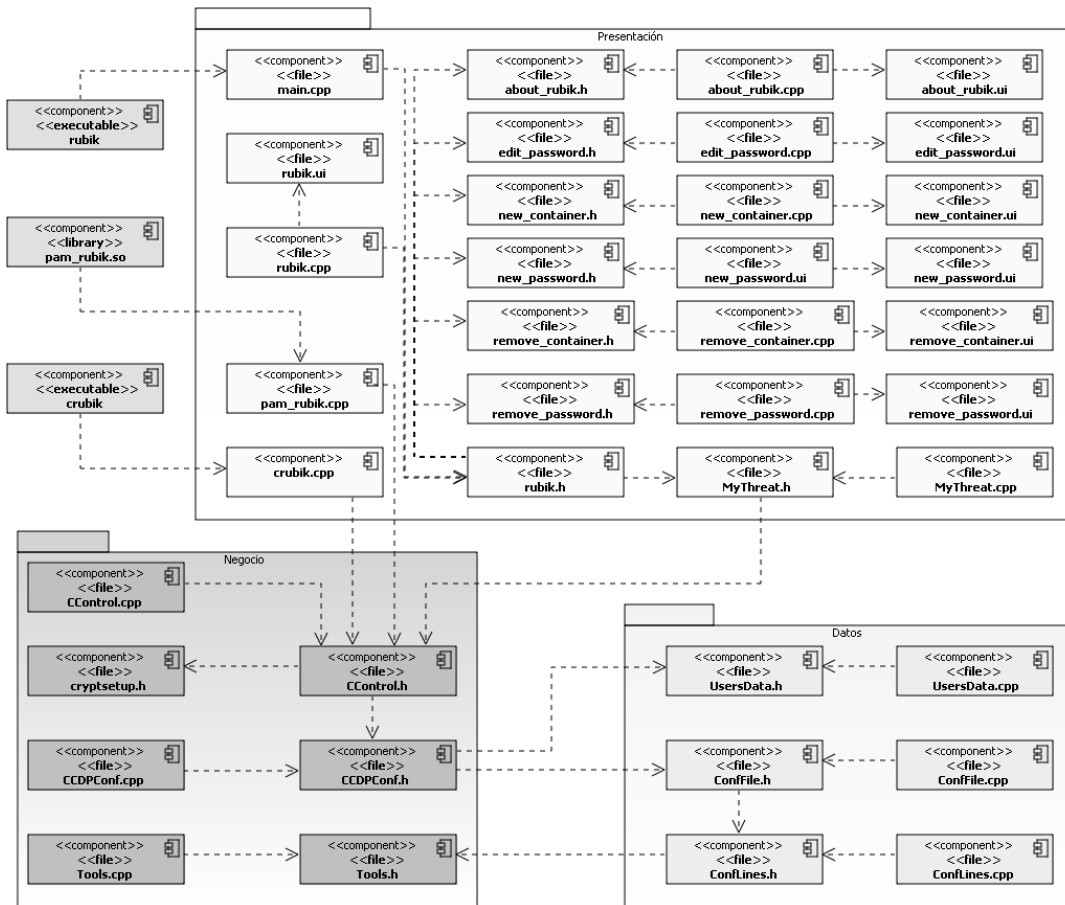 Presentación
<<component>>
<<file>>
main.cpp
<<component>>
<<file>>
about_rubik.h
<<component>>
<<file>>
about_rubik.cpp
<<component>>
<<file>>
about_rubik.ui
<<component>>
<<executable>>
rubik
<<component>>
<<file>>
rubik.ui
<<component>>
<<file>>
edit_password.h
<<component>>
<<file>>
edit_password.cpp
<<component>>
<<file>>
edit_password.ui
<<component>>
<<file>>
new_container.h
<<component>>
<<file>>
new_container.cpp
<<component>>
<<file>>
new_container.ui
<<component>>
<<library>>
pam_rubik.so
<<component>>
<<file>>
rubik.cpp
<<component>>
<<file>>
new_password.h
<<component>>
<<file>>
new_password.ui
<<component>>
<<file>>
new_password.ui
<<component>>
<<file>>
remove_container.h
<<component>>
<<file>>
remove_container.cpp
<<component>>
<<file>>
remove_container.ui
<<component>>
<<executable>>
crubik
<<component>>
<<file>>
pam_rubik.cpp
<<component>>
<<file>>
remove_password.h
<<component>>
<<file>>
remove_password.cpp
<<component>>
<<file>>
remove_password.ui
<<component>>
crubik.cpp
<<component>>
<<file>>
rubik.h
<<component>>
<<file>>
MyThreat.h
<<component>>
<<file>>
MyThreat.cpp
Negocio
<<component>>
<<file>>
CControl.cpp
<<component>>
<<file>>
cryptsetup.h
<<component>>
<<file>>
CControl.h
<<component>>
<<file>>
CCDPConf.cpp
<<component>>
<<file>>
CCDPConf.h
<<component>>
<<file>>
Tools.cpp
<<component>>
<<file>>
Tools.h
Datos
<<component>>
<<file>>
UsersData.h
<<component>>
<<file>>
UsersData.cpp
<<component>>
<<file>>
ConfFile.h
<<component>>
<<file>>
ConfFile.cpp
<<component>>
<<file>>
ConfLines.h
<<component>>
<<file>>
ConfLines.cpp